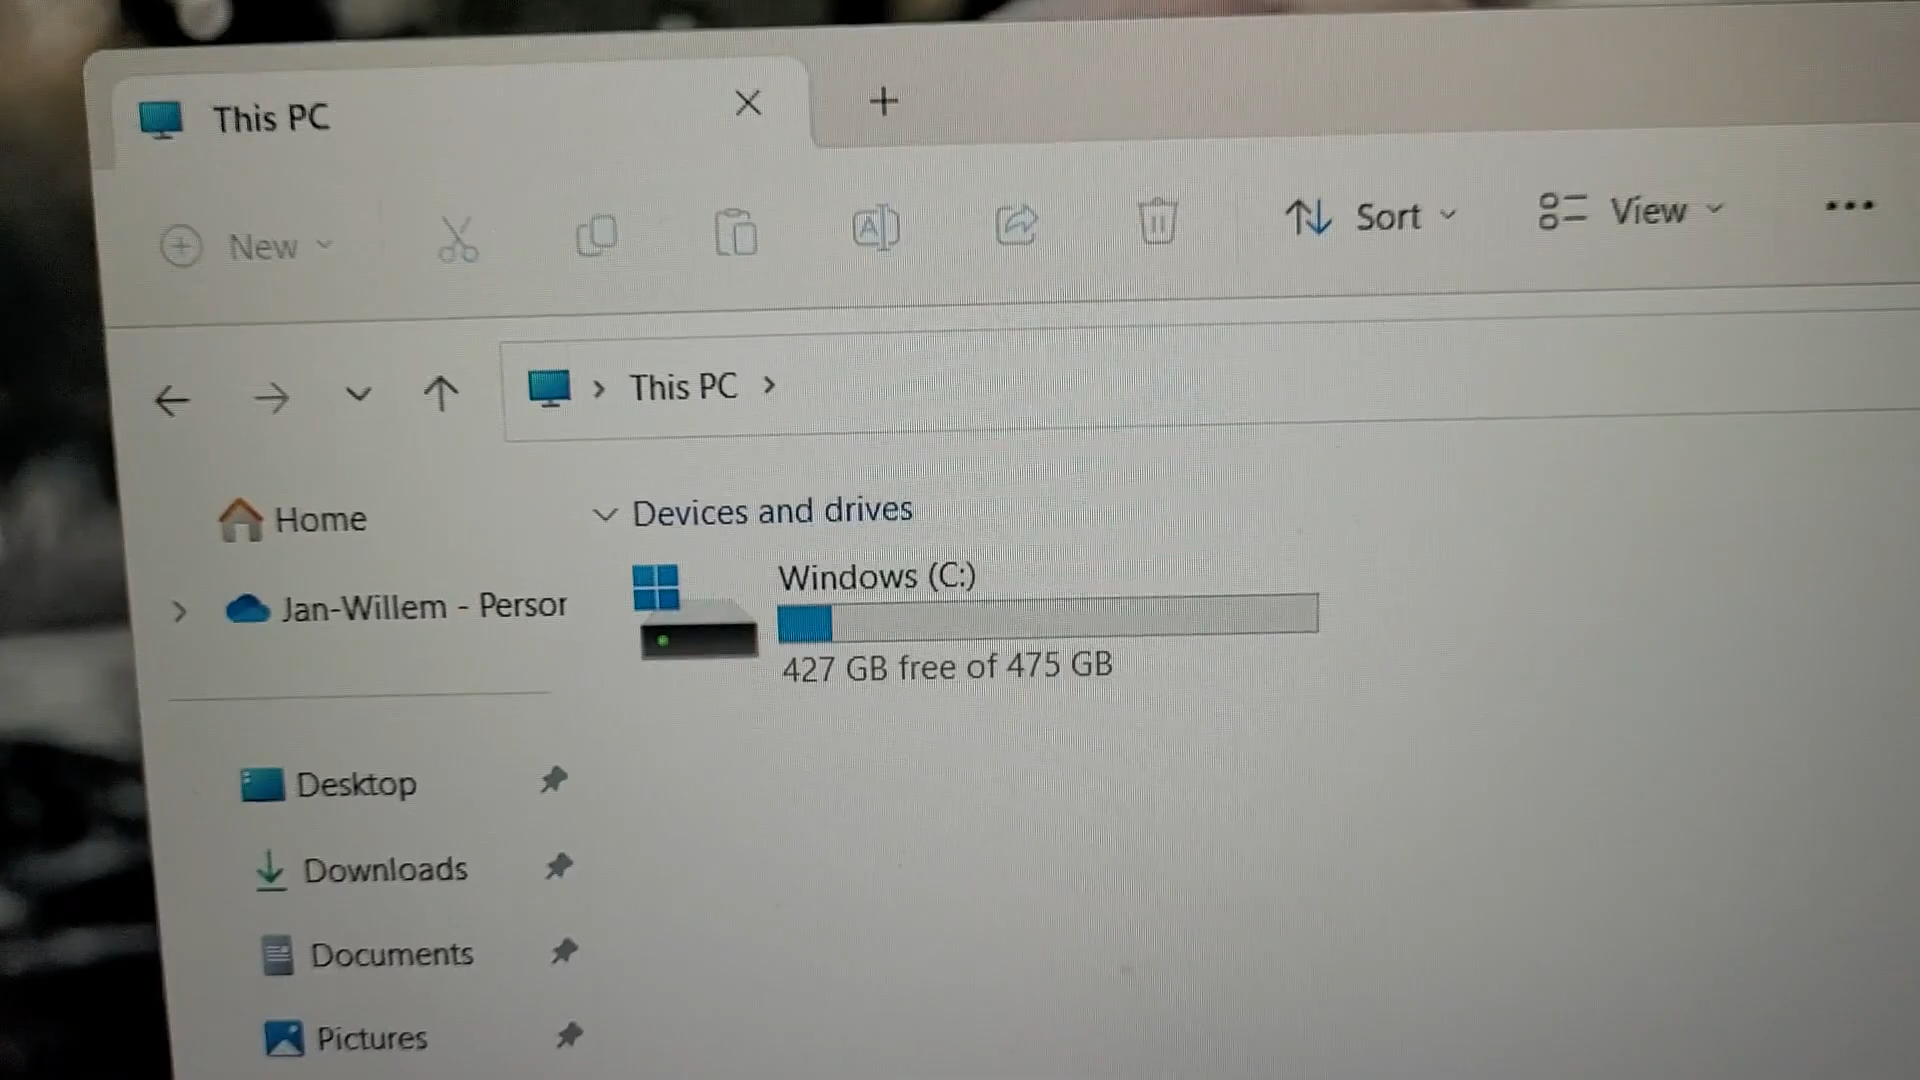 This PC
New
Sort
View
This PC
Home
Devices and drives
Windows (C:)
Jan-Willem - Persor
427 GB free of 475 GB
Desktop
Downloads
Documents
Pictures